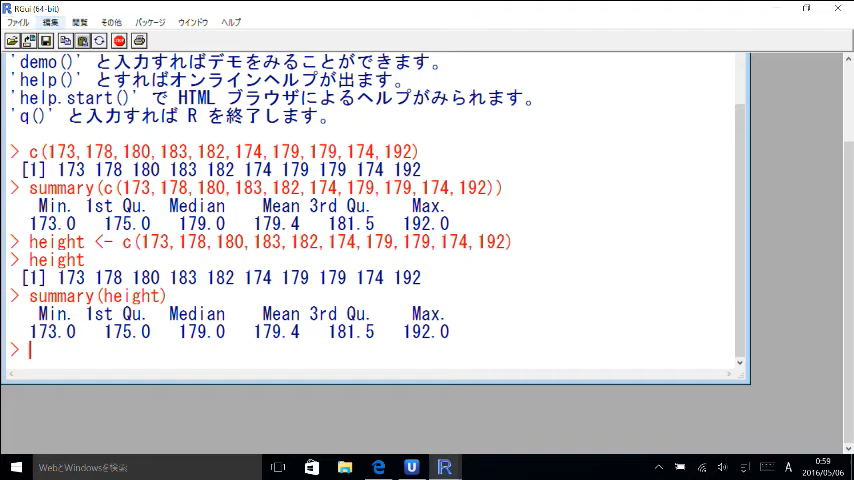 RGui (64-bit)
ファイル 編集 閲覧 その他 パッケージ ウインドウ ヘルプ
'demo()' と入力すればデモをみることができます。
'help()' とすればオンラインヘルプが出ます。
'help.start()' で HTML ブラウザによるヘルプがみられます。
'q()' と入力すれば R を終了します。
> c(173,178,180,183,182,174,179,179,174,192)
[1] 173 178 180 183 182 174 179 179 174 192
> summary(c(173,178,180,183,182,174,179,179,174,192))
Min. 1st Qu. Median Mean 3rd Qu. Max.
173.0 175.0 179.0 179.4 181.5 192.0
> height <- c(173,178,180,183,182,174,179,179,174,192)
> height
[1] 173 178 180 183 182 174 179 179 174 192
> summary(height)
Min. 1st Qu. Median Mean 3rd Qu. Max.
173.0 175.0 179.0 179.4 181.5 192.0
>
WebとWindowsを検索
A
0:59
2016/05/06